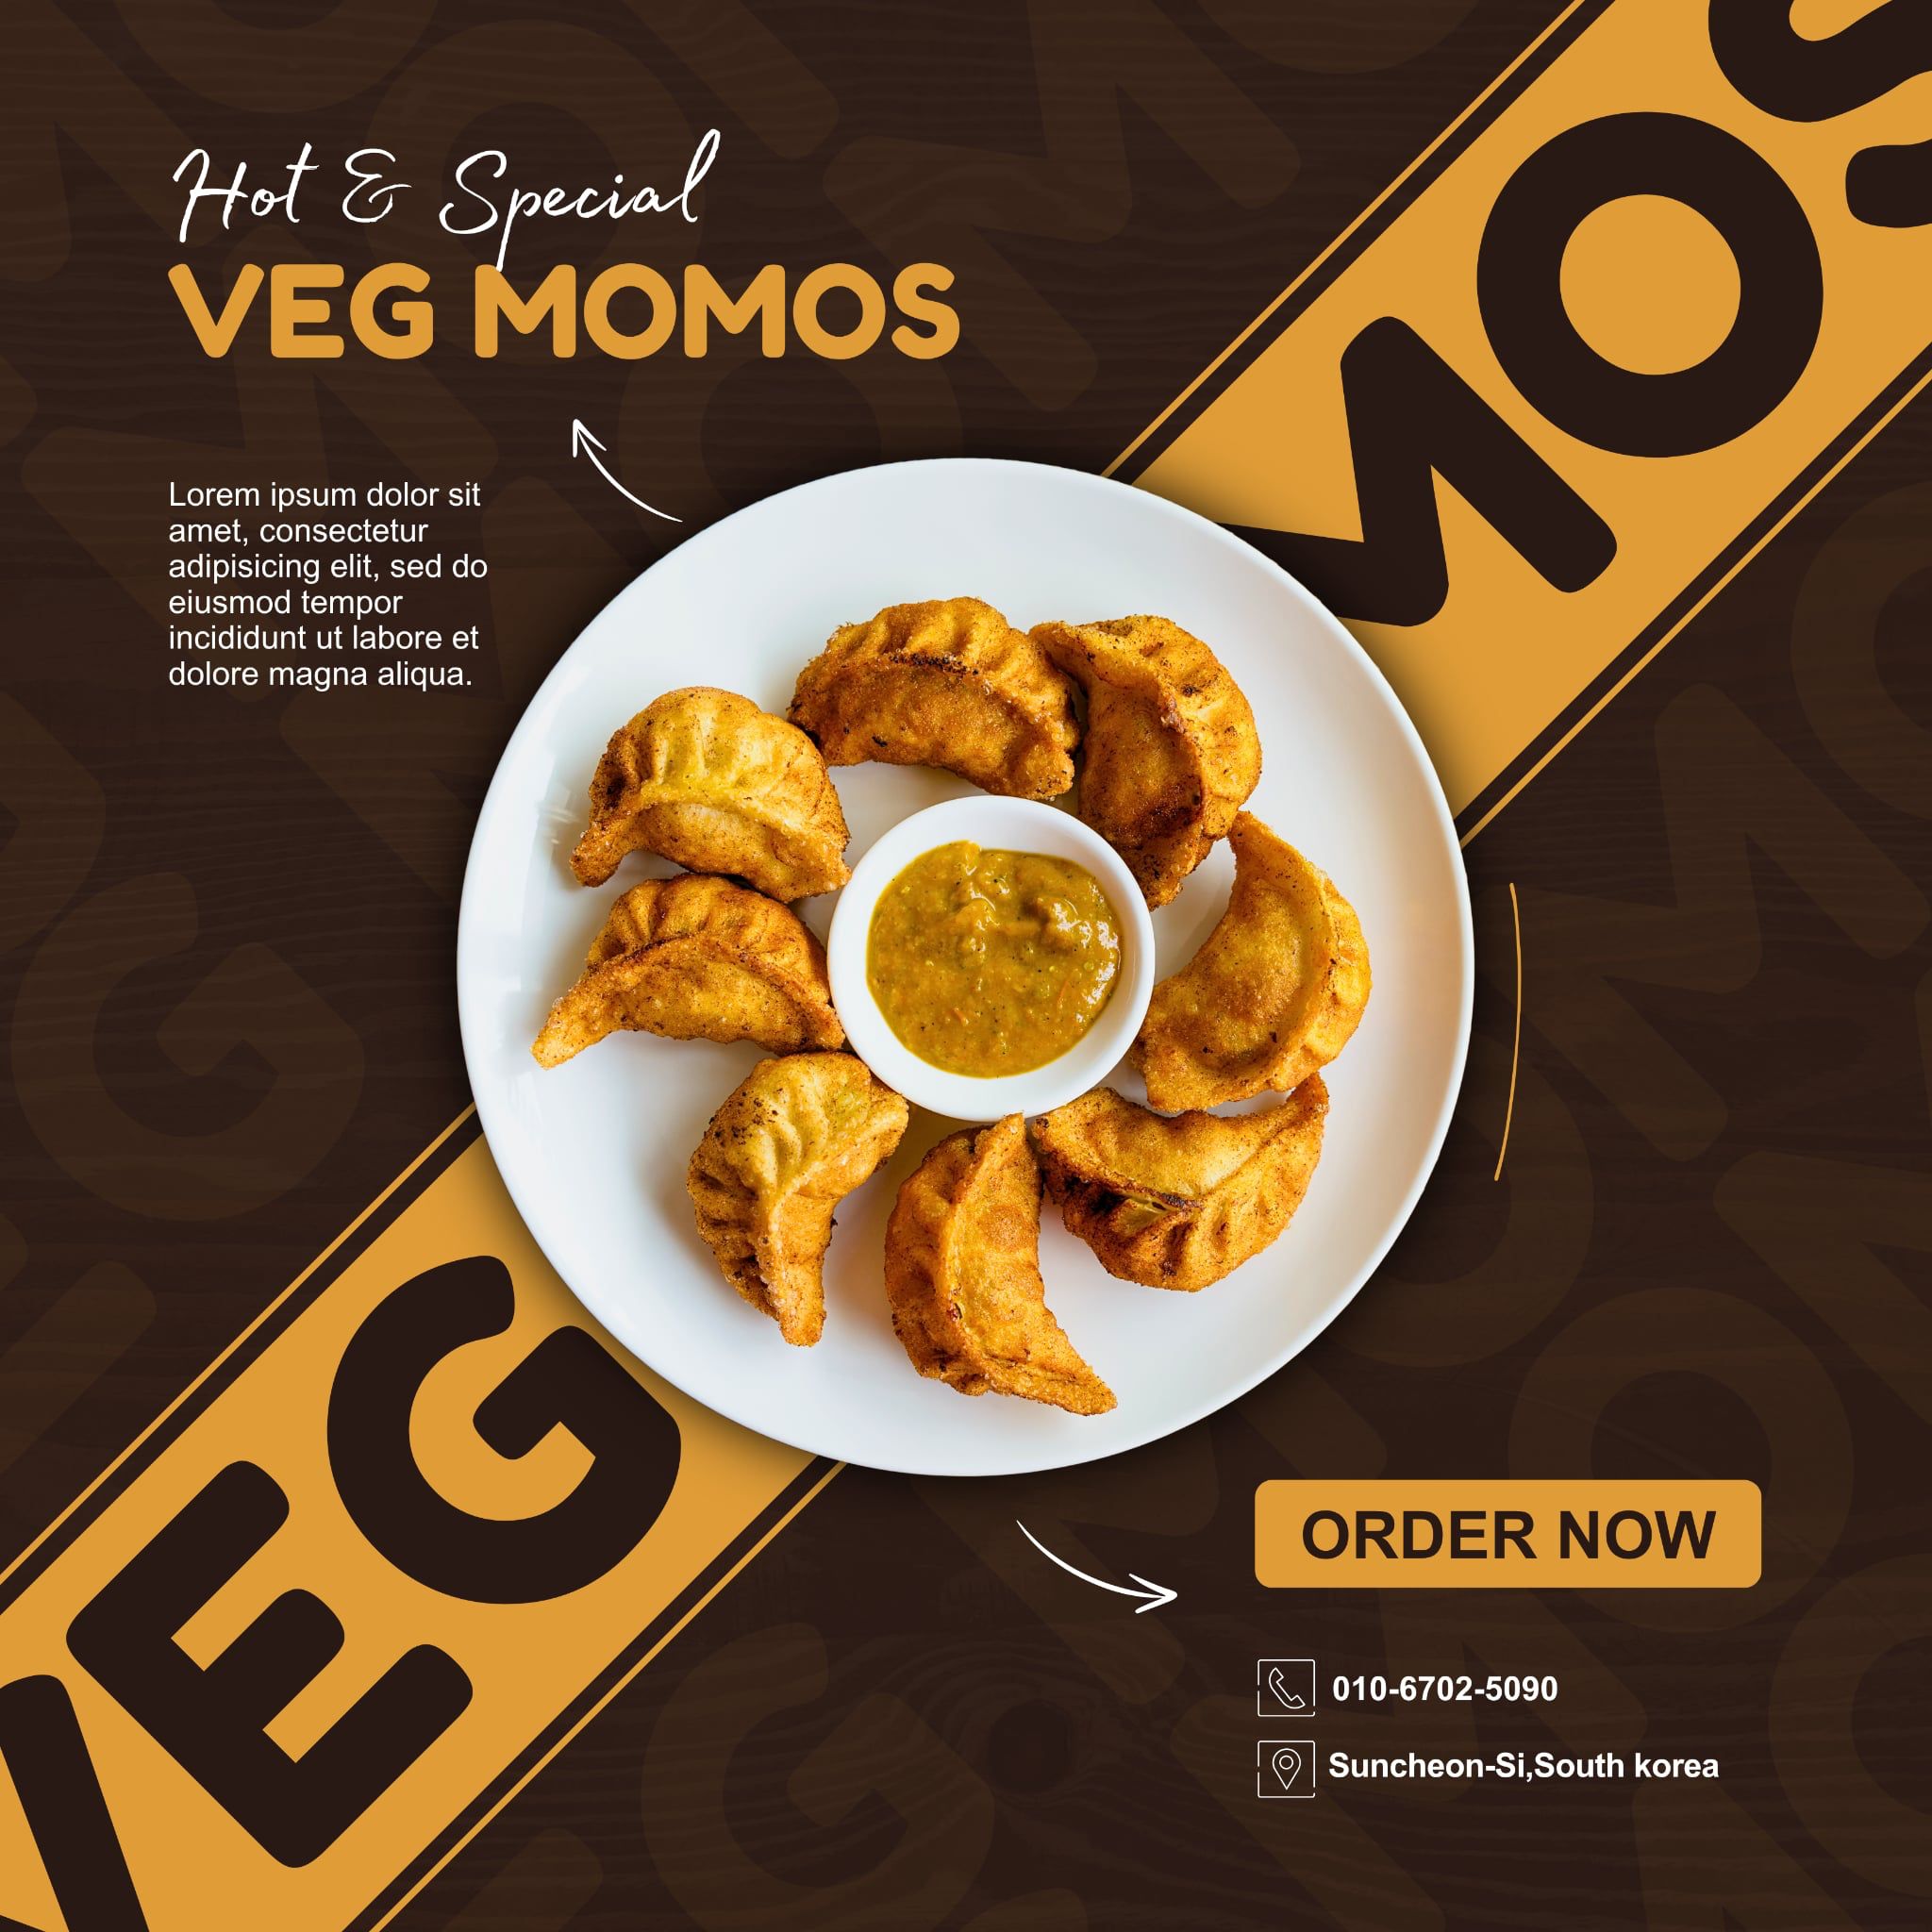 Hot & Special
VEG MOMOS
MOS
Lorem ipsum dolor sit
amet, consectetur
adipisicing elit, sed do
eiusmod tempor
incididunt ut labore et
dolore magna aliqua.
VEG
ORDER NOW
010-6702-5090
Suncheon-Si,South korea